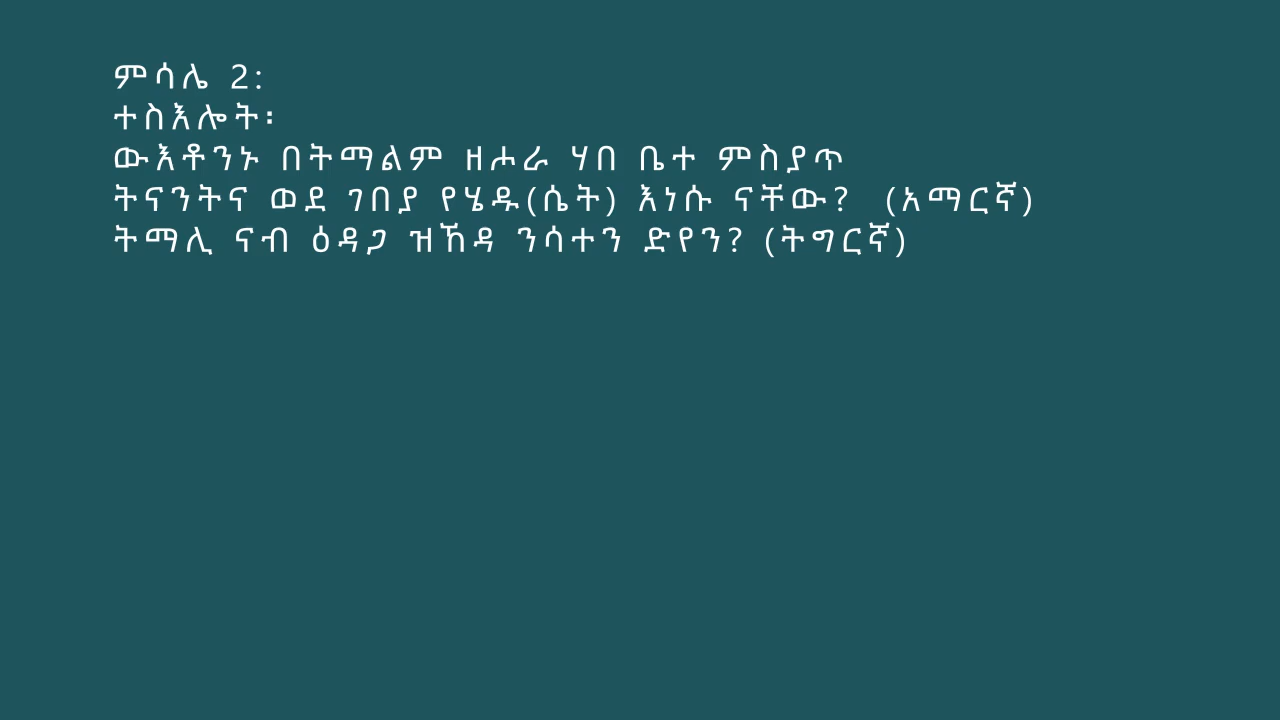 ምሳሌ 2:
ተስእሎት፡
ውእቶንኑ በትማልም ዘሖራ ሃበ ቤተ ምስያጥ
ትናንትና ወደ ገበያ የሄዱ(ሴት) እነሱ ናቸው? (አማርኛ)
ትማሊ ናብ ዕዳጋ ዝኸዳ ንሳተን ድየን? (ትግርኛ)